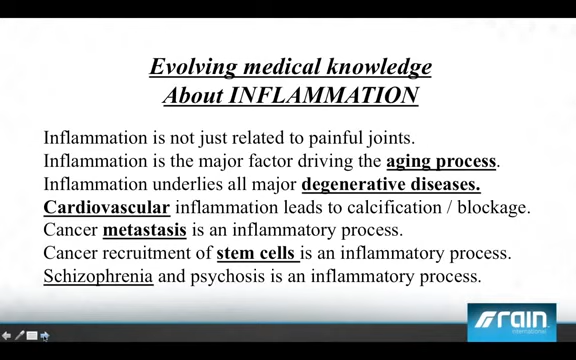 Evolving medical knowledge
About INFLAMMATION
Inflammation is not just related to painful joints.
Inflammation is the major factor driving the aging process.
Inflammation underlies all major degenerative diseases.
Cardiovascular inflammation leads to calcification / blockage.
Cancer metastasis is an inflammatory process.
Cancer recruitment of stem cells is an inflammatory process.
Schizophrenia and psychosis is an inflammatory process.
rain
international